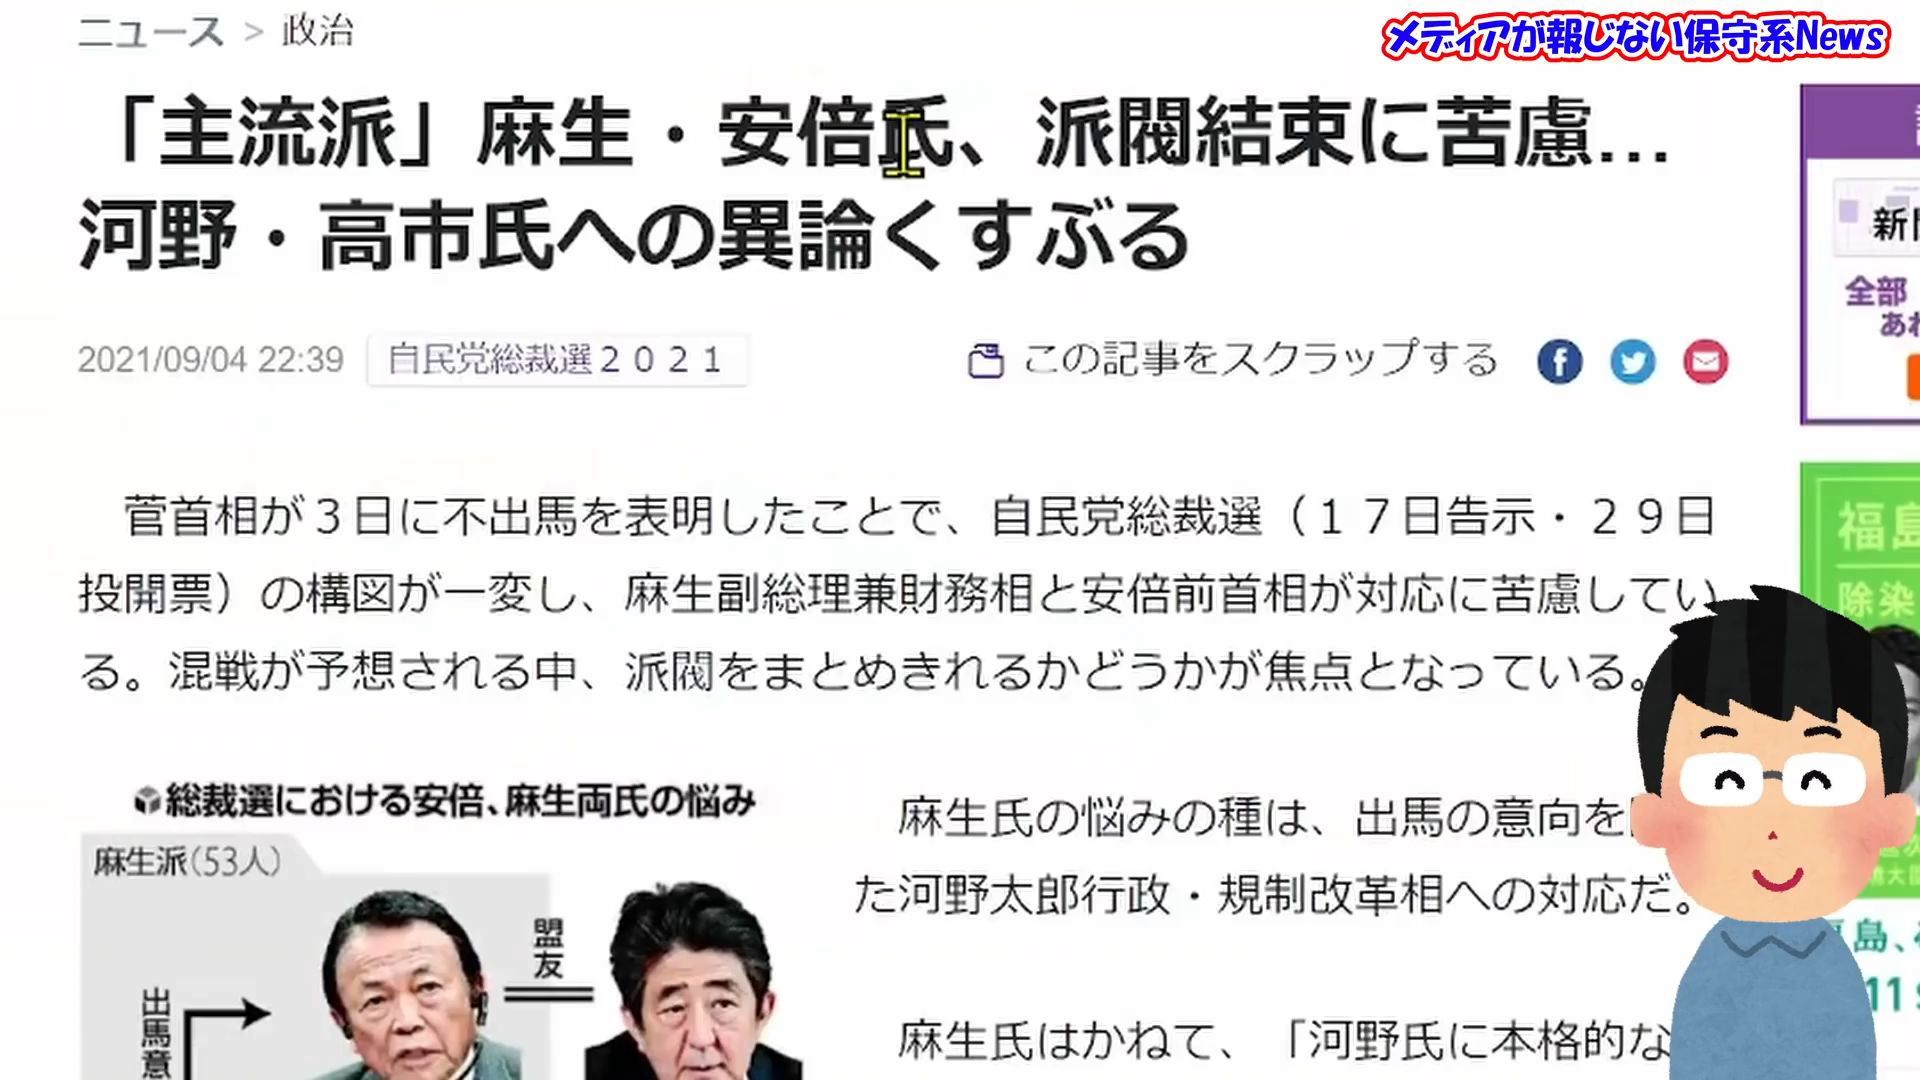 ニュース > 政治
メディアが報じない保守系News
「主流派」麻生・安倍氏、派閥結束に苦慮…
河野・高市氏への異論くすぶる
2021/09/04 22:39
自民党総裁選２０２１
この記事をスクラップする
新
全部
福島
除染
菅首相が３日に不出馬を表明したことで、自民党総裁選（１７日告示・２９日
投開票）の構図が一変し、麻生副総理兼財務相と安倍前首相が対応に苦慮してい
る。混戦が予想される中、派閥をまとめきれるかどうかが焦点となっている。
総裁選における安倍、麻生両氏の悩み
麻生派(53人)
盟友
出馬意
麻生氏の悩みの種は、出馬の意向を
た河野太郎行政・規制改革相への対応だ。
麻生氏はかねて、「河野氏に本格的な